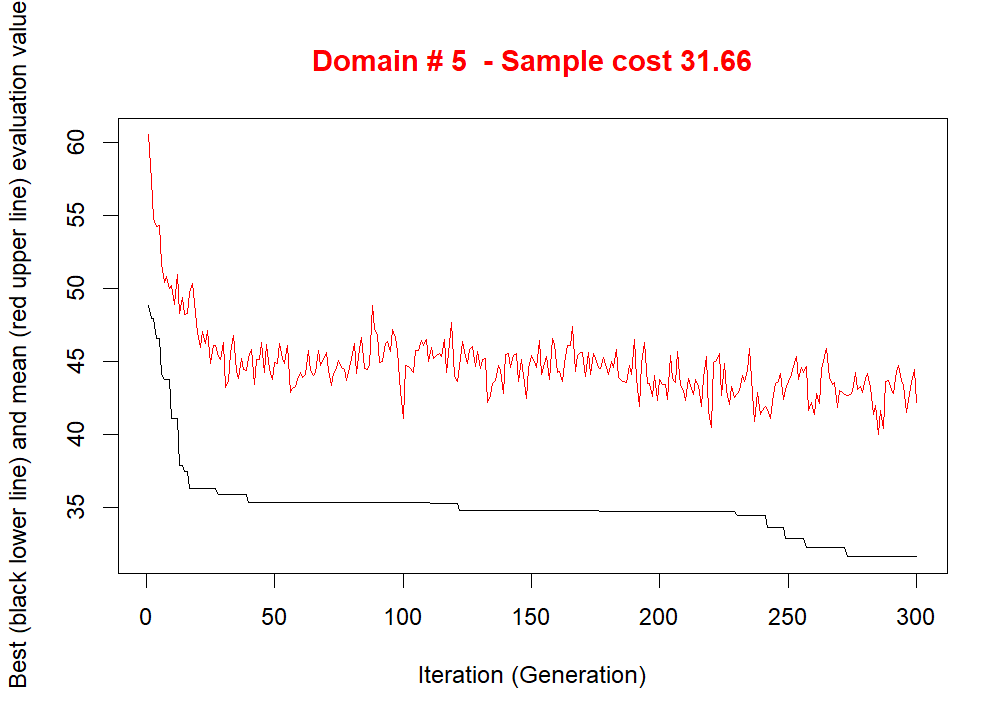 Domain # 5  - Sample cost 31.66
Best (black lower line) and mean (red upper line) evaluation value
60
55
50
45
40
35
0 50 100 150 200 250 300
Iteration (Generation)